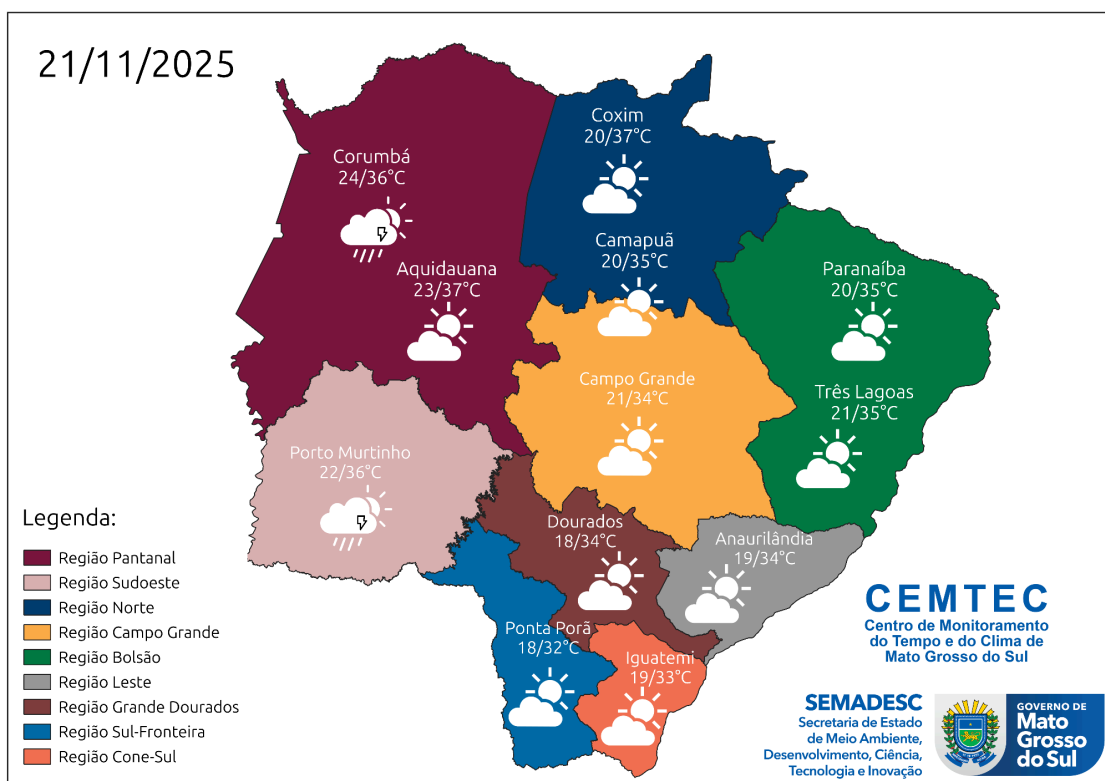 21/11/2025
Coxim
20/37°C
Corumbá
24/36°C
Camapuã
20/35°C
Aquidauana
23/37°C
Paranaíba
20/35°C
Campo Grande
21/34°C
Três Lagoas
21/35°C
Porto Murtinho
22/36°C
Dourados
18/34°C
Anaurilândia
19/34°C
Ponta Porã
18/32°C
Iguatemi
19/33°C
Legenda:
Região Pantanal
Região Sudoeste
Região Norte
Região Campo Grande
Região Bolsão
Região Leste
Região Grande Dourados
Região Sul-Fronteira
Região Cone-Sul
CEMTEC
Centro de Monitoramento
do Tempo e do Clima de
Mato Grosso do Sul
SEMADESC
Secretaria de Estado
de Meio Ambiente,
Desenvolvimento, Ciência,
Tecnologia e Inovação
GOVERNO DE
Mato
Grosso
do Sul